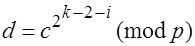 d = c^{2^{k-2-i}} (mod p)